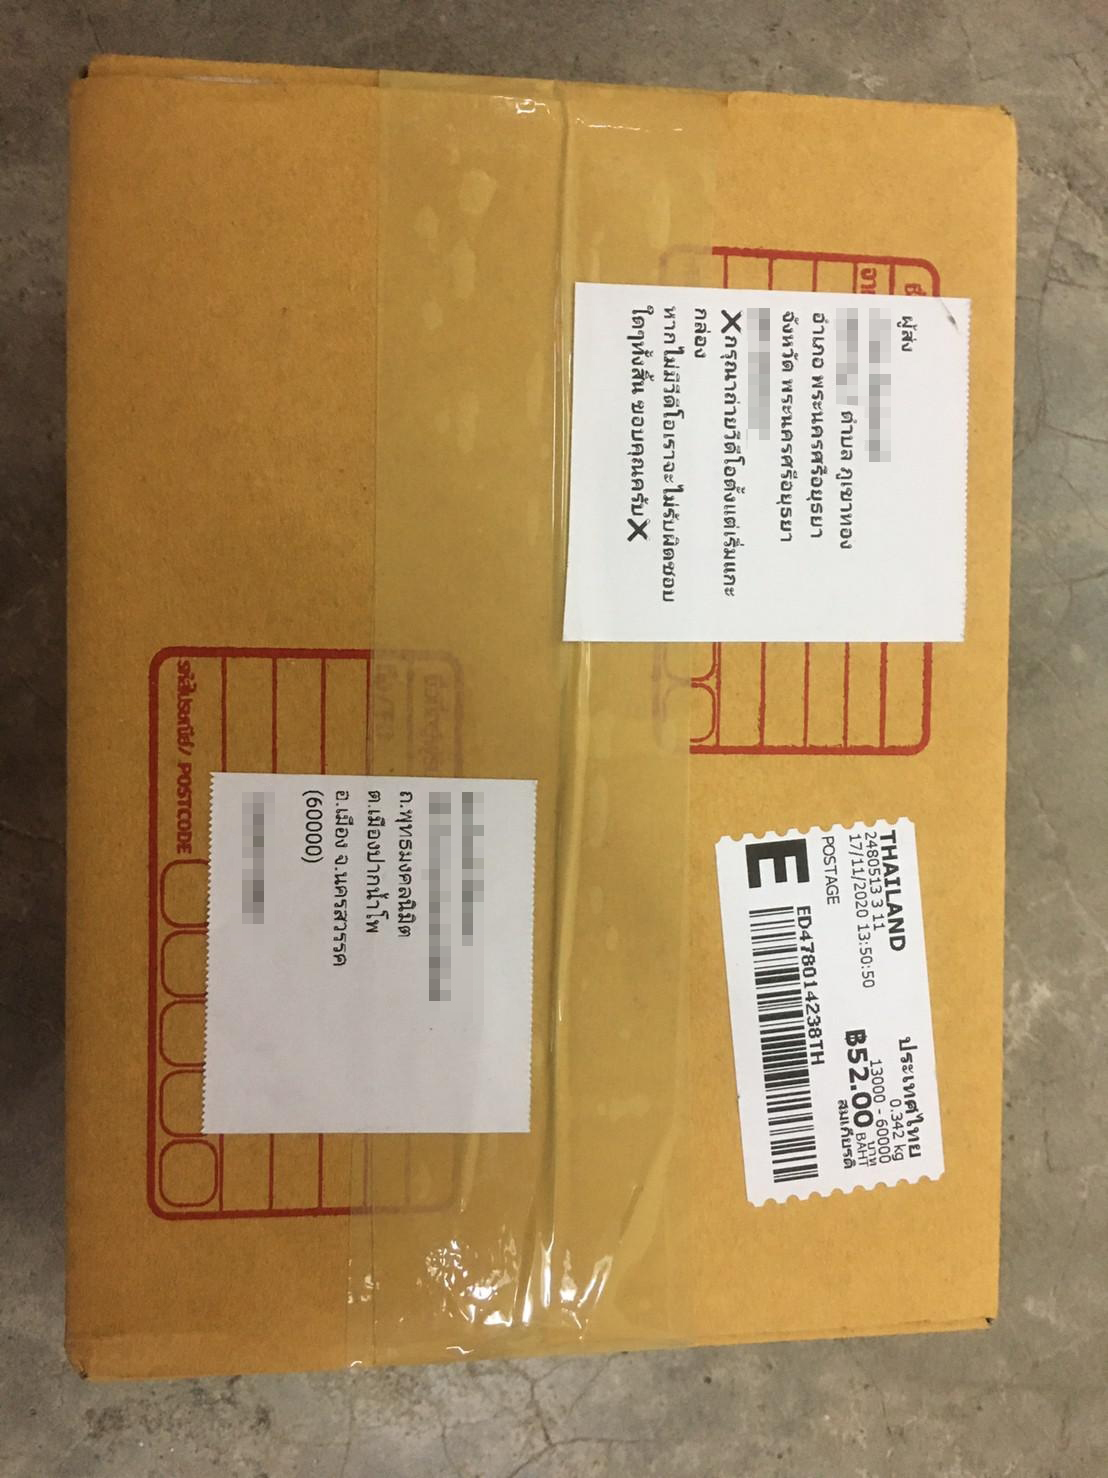 ผู้ส่ง
ตำบล ภูเขาทอง
อำเภอ พระนครศรีอยุธยา
จังหวัด พระนครศรีอยุธยา
❌กรุณาถ่ายวีดีโอตั้งแต่เริ่มแกะ
กล่อง
หากไม่มีวีดีโอเราจะไม่รับผิดชอบ
ใดๆทั้งสิ้น ขอบคุณครับ❌
THAILAND
2480513 3 11
17/11/2020 13:50:50
POSTAGE
ประเทศไทย
0.342 kg
13000 - 60000
฿52.00 บาท BAHT
สมเกียรติ
E
ED478014238TH
ถ.พุทธมงคลนิมิต
ต.เมืองปากน้ำโพ
อ.เมือง จ.นครสวรรค
(60000)
รหัสไปรษณีย์/ POSTCODE